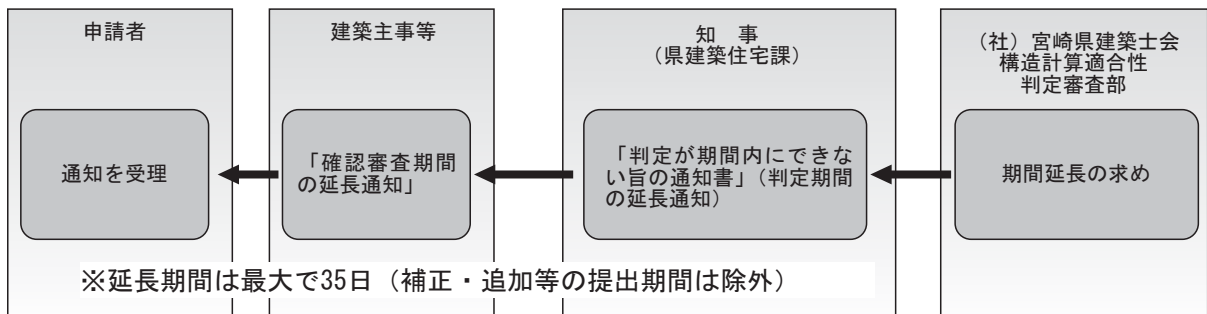 申請者
通知を受理
建築主事等
「確認審査期間
の延長通知」
知　事
（県建築住宅課）
「判定が期間内にできな
い旨の通知書」（判定期間
の延長通知）
（社）宮崎県建築士会
構造計算適合性
判定審査部
期間延長の求め
※延長期間は最大で35日（補正・追加等の提出期間は除外）